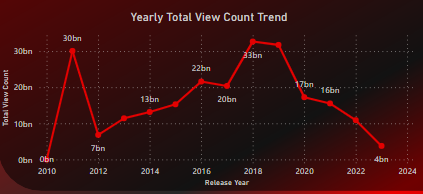 Yearly Total View Count Trend
Total View Count
30bn
20bn
10bn
0bn
0bn
30bn
7bn
13bn
22bn
20bn
33bn
17bn
16bn
4bn
2010
2012
2014
2016
2018
2020
2022
2024
Release Year